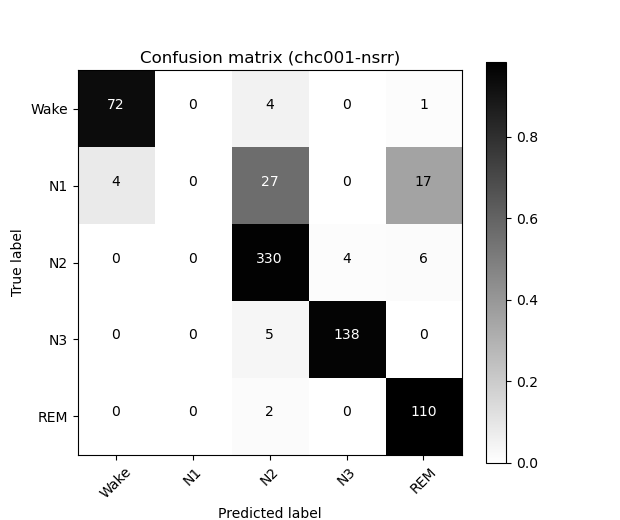 Confusion matrix (chc001-nsrr)
Wake 72 0 4 0 1
N1 4 0 27 0 17
N2 0 0 330 4 6
N3 0 0 5 138 0
REM 0 0 2 0 110
Wake N1 N2 N3 REM
Predicted label
True label
0.8
0.6
0.4
0.2
0.0